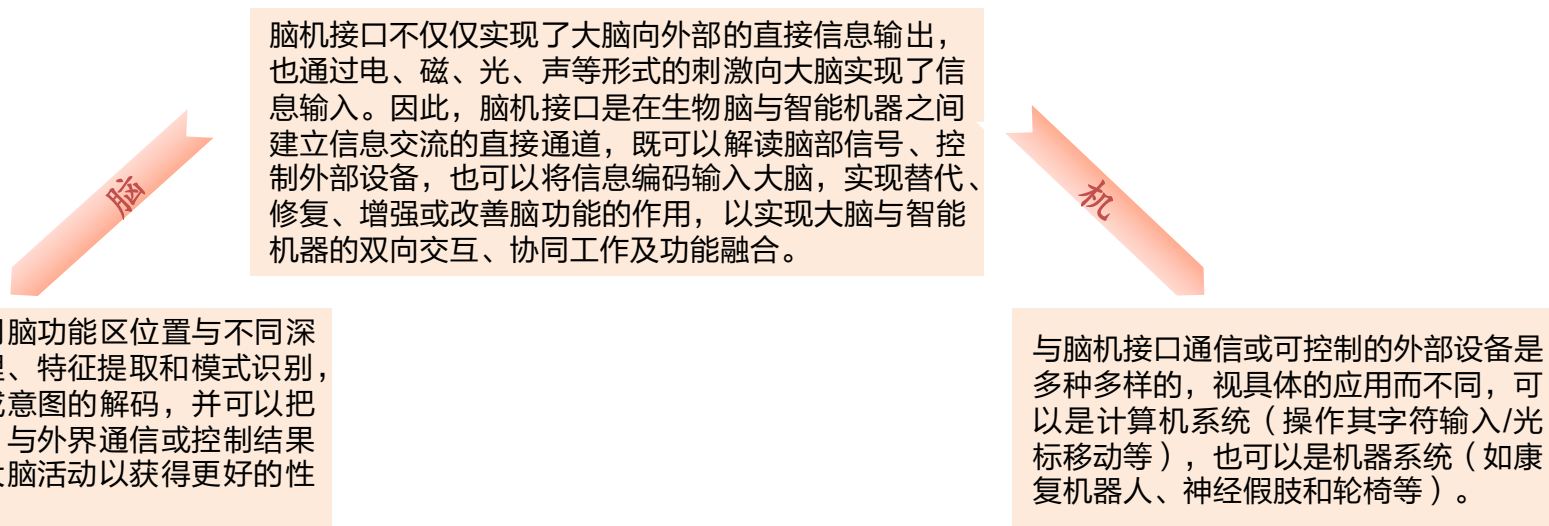 脑机接口不仅仅实现了大脑向外部的直接信息输出，
也通过电、磁、光、声等形式的刺激向大脑实现了信
息输入。因此，脑机接口是在生物脑与智能机器之间
建立信息交流的直接通道，既可以解读脑部信号、控
制外部设备，也可以将信息编码输入大脑，实现替代、
修复、增强或改善脑功能的作用，以实现大脑与智能
机器的双向交互、协同工作及功能融合。
脑
机
脑功能区位置与不同深
、特征提取和模式识别，
意图的解码，并可以把
与外界通信或控制结果
脑活动以获得更好的性
与脑机接口通信或可控制的外部设备是
多种多样的，视具体的应用而不同，可
以是计算机系统（操作其字符输入/光
标移动等），也可以是机器系统（如康
复机器人、神经假肢和轮椅等）。